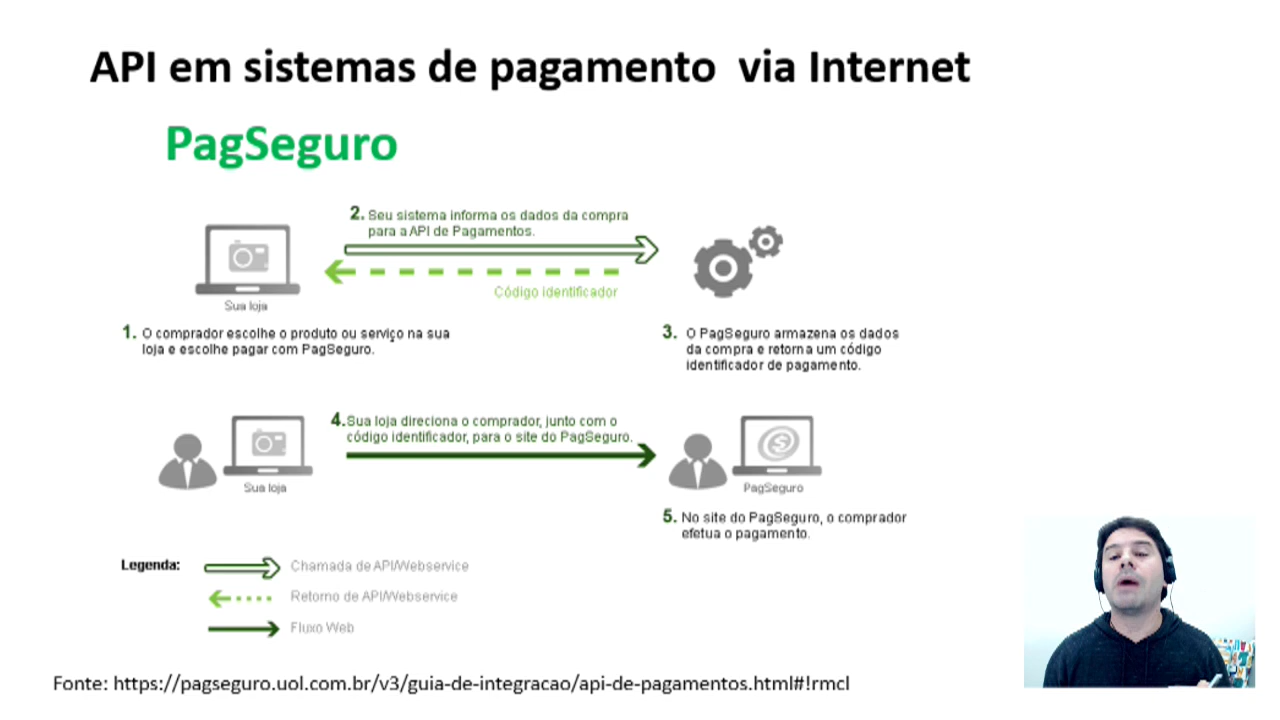 API em sistemas de pagamento via Internet
PagSeguro
2. Seu sistema informa os dados da compra
para a API de Pagamentos.
Código identificador
Sua loja
1. O comprador escolhe o produto ou serviço na sua
loja e escolhe pagar com PagSeguro.
3. O PagSeguro armazena os dados
da compra e retorna um código
identificador de pagamento.
4. Sua loja direciona o comprador, junto com o
código identificador, para o site do PagSeguro.
Sua loja
PagSeguro
5. No site do PagSeguro, o comprador
efetua o pagamento.
Legenda:
Chamada de API/Webservice
Retorno de API/Webservice
Fluxo Web
Fonte: https://pagseguro.uol.com.br/v3/guia-de-integracao/api-de-pagamentos.html#!rmcl